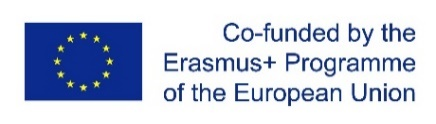 Co-funded by the
Erasmus+ Programme
of the European Union